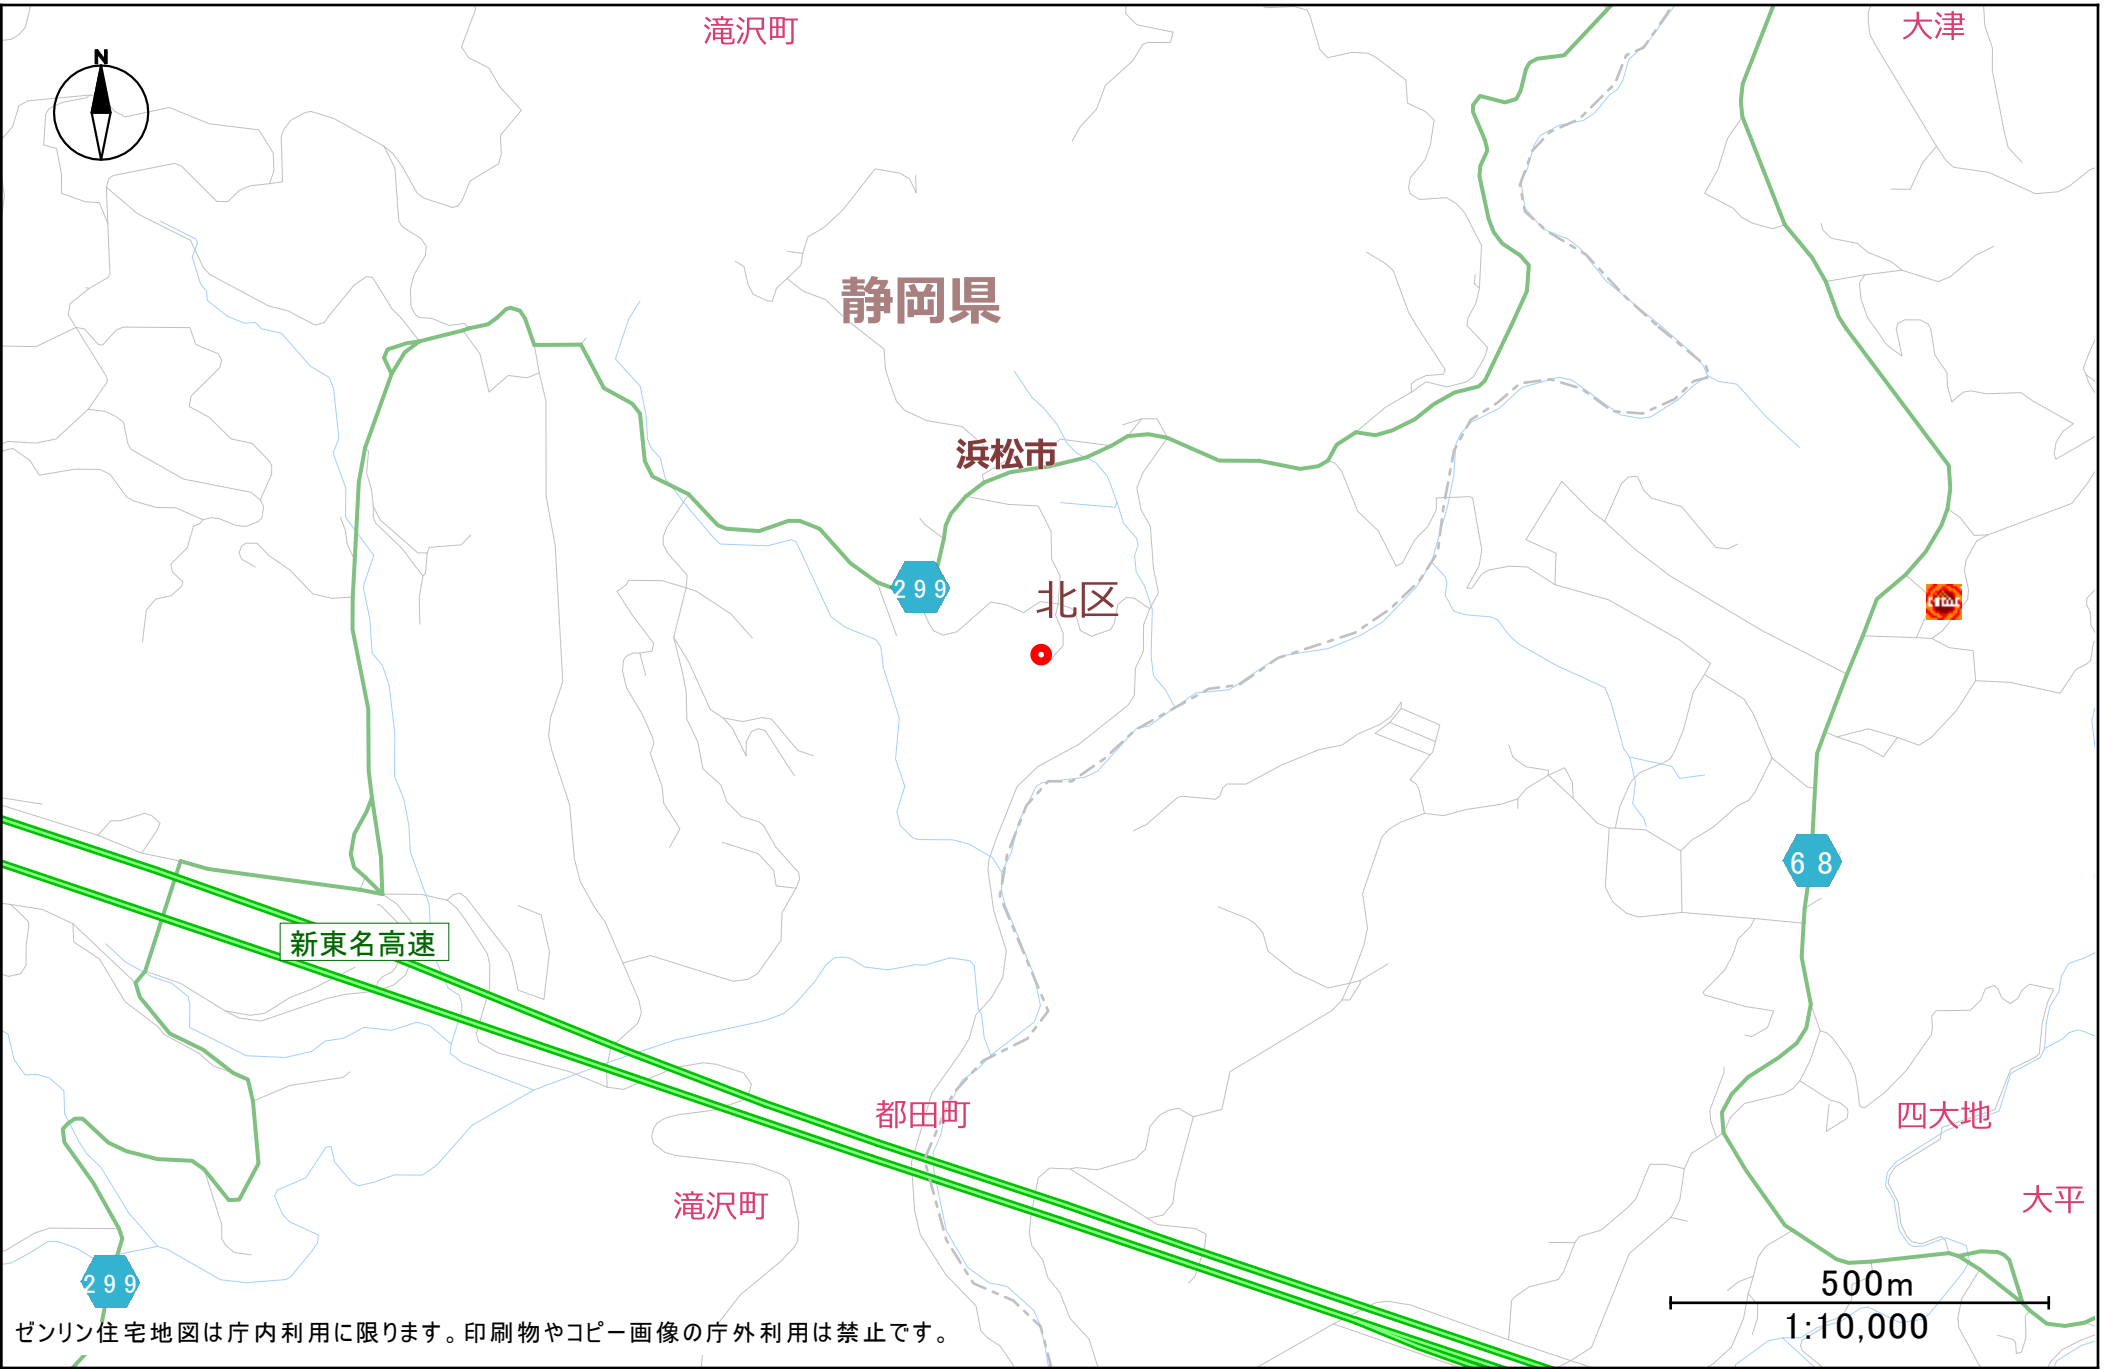 滝沢町
大津
N
静岡県
浜松市
299
北区
68
新東名高速
都田町
四大地
滝沢町
大平
299
500m
1:10,000
ゼンリン住宅地図は庁内利用に限ります。印刷物やコピー画像の庁外利用は禁止です。